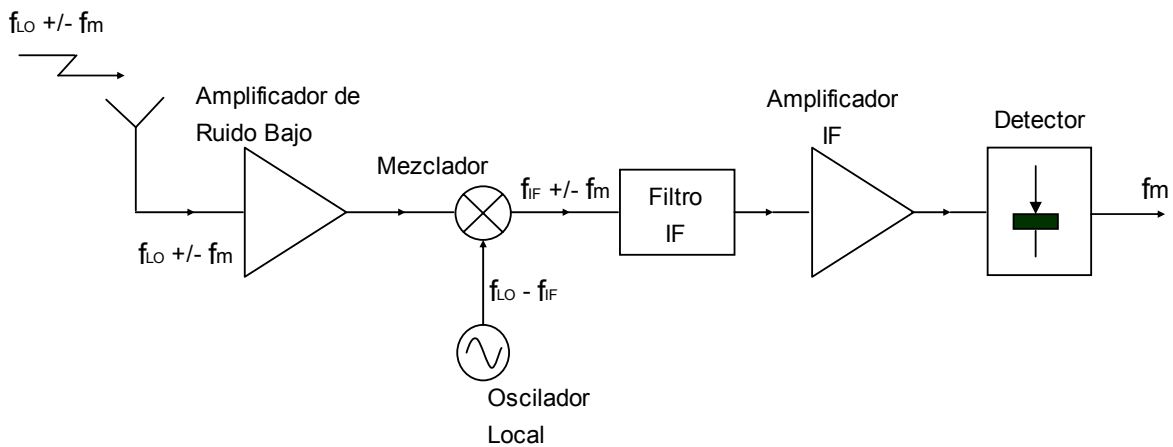 fLO +/- fm
Amplificador de
Ruido Bajo
fLO +/- fm
Mezclador
fLO - fIF
Oscilador
Local
fIF +/- fm
Filtro
IF
Amplificador
IF
Detector
fm